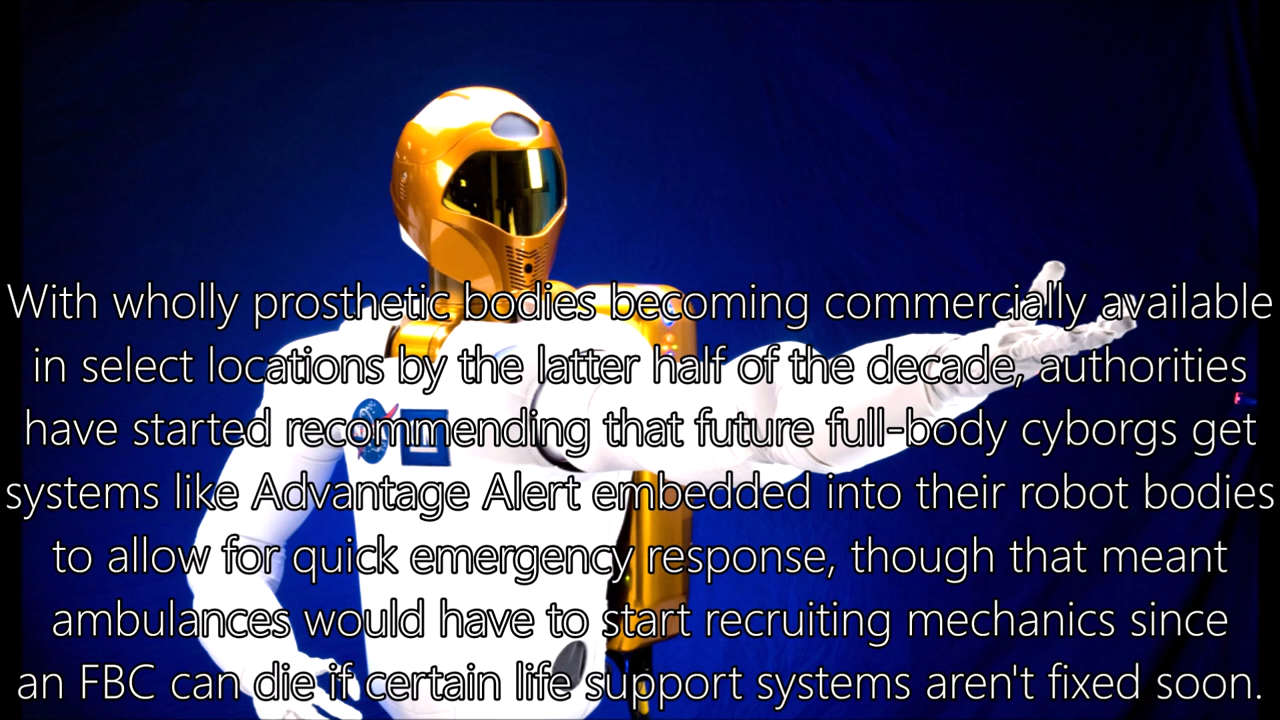 With wholly prosthetic bodies becoming commercially available
in select locations by the latter half of the decade, authorities
have started recommending that future full-body cyborgs get
systems like Advantage Alert embedded into their robot bodies
to allow for quick emergency response, though that meant
ambulances would have to start recruiting mechanics since
an FBC can die if certain life support systems aren't fixed soon.